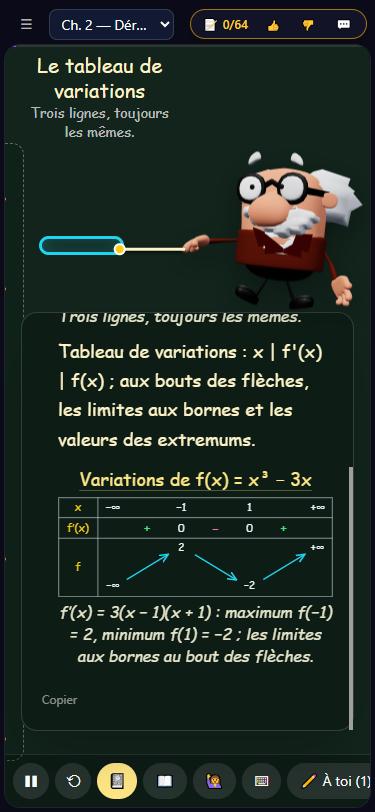 Ch. 2 — Dér...
0/64
Le tableau de
variations
Trois lignes, toujours
les mêmes.
Trois lignes, toujours les mêmes.
Tableau de variations : x | f'(x)
| f(x) ; aux bouts des flèches,
les limites aux bornes et les
valeurs des extremums.
Variations de f(x) = x³ − 3x
x −∞ −1 1 +∞
f'(x) + 0 − 0 + 
2 +∞
f
−∞ −2
f'(x) = 3(x − 1)(x + 1) : maximum f(−1)
= 2, minimum f(1) = −2 ; les limites
aux bornes au bout des flèches.
Copier
À toi (1)